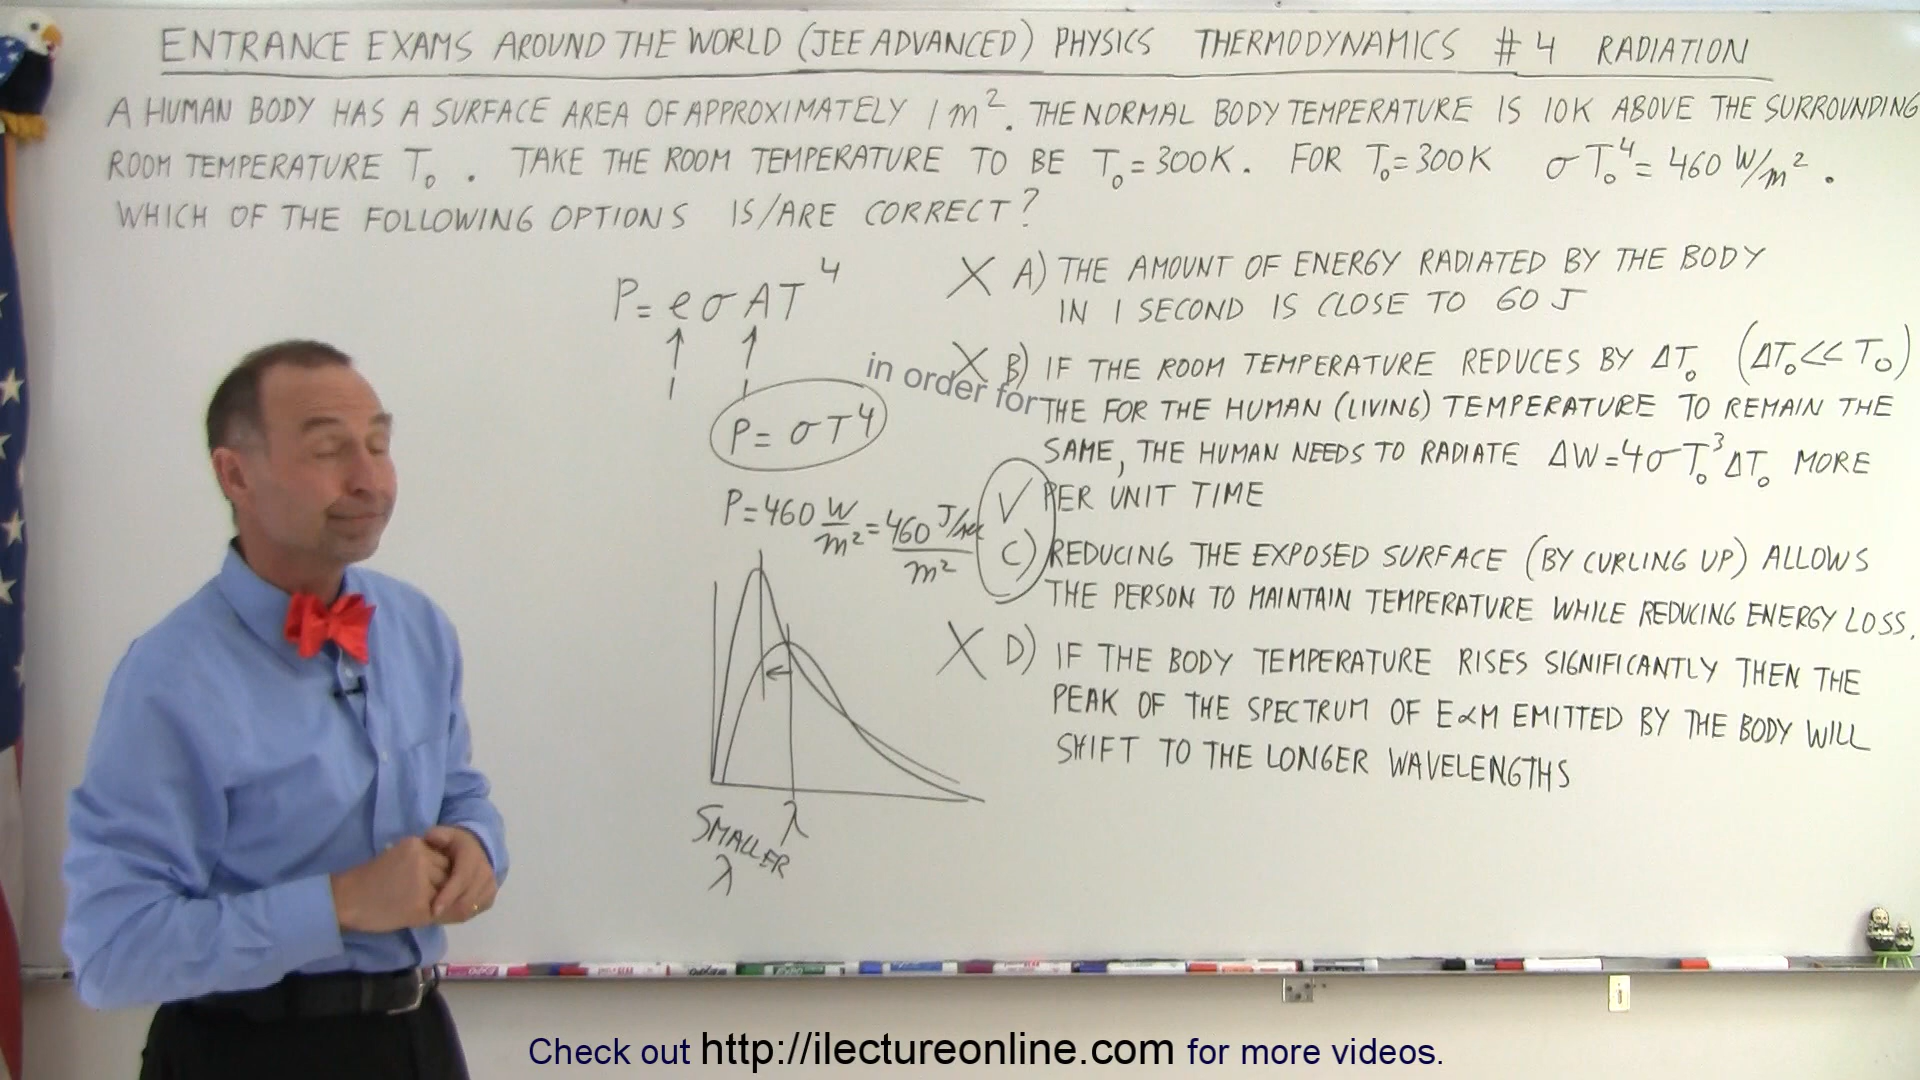 ENTRANCE EXAMS AROUND THE WORLD (JEE ADVANCED) PHYSICS THERMODYNAMICS # 4 RADIATION
A HUMAN BODY HAS A SURFACE AREA OF APPROXIMATELY 1 m². THE NORMAL BODY TEMPERATURE IS 10K ABOVE THE SURROUNDING
ROOM TEMPERATURE T₀. TAKE THE ROOM TEMPERATURE TO BE T₀=300K. FOR T₀=300K σT₀⁴=460 W/m².
WHICH OF THE FOLLOWING OPTIONS IS/ARE CORRECT?
P=eσAT⁴
1 1
P=σT⁴
P=460 W/m²=460 J/sec/m²
SMALLER
λ
λ
X A) THE AMOUNT OF ENERGY RADIATED BY THE BODY
IN 1 SECOND IS CLOSE TO 60 J
X B) IF THE ROOM TEMPERATURE REDUCES BY ΔT₀ (ΔT₀<<T₀)
in order for
THE FOR THE HUMAN (LIVING) TEMPERATURE TO REMAIN THE
SAME, THE HUMAN NEEDS TO RADIATE ΔW=4σT₀³ΔT₀ MORE
PER UNIT TIME
√ C) REDUCING THE EXPOSED SURFACE (BY CURLING UP) ALLOWS
THE PERSON TO MAINTAIN TEMPERATURE WHILE REDUCING ENERGY LOSS.
X D) IF THE BODY TEMPERATURE RISES SIGNIFICANTLY THEN THE
PEAK OF THE SPECTRUM OF E∝M EMITTED BY THE BODY WILL
SHIFT TO THE LONGER WAVELENGTHS
Check out http://ilectureonline.com for more videos.